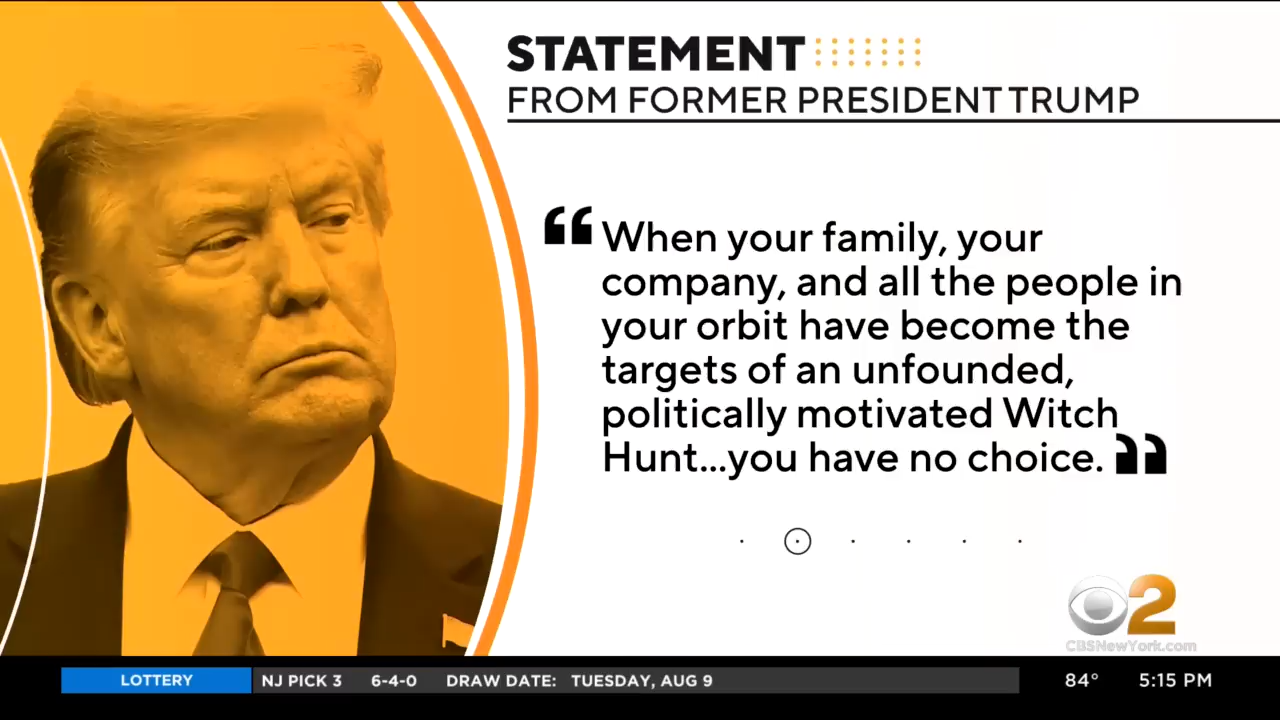 STATEMENT
FROM FORMER PRESIDENT TRUMP
“When your family, your
company, and all the people in
your orbit have become the
targets of an unfounded,
politically motivated Witch
Hunt...you have no choice.”
2
CBSNewYork.com
LOTTERY NJ PICK 3 6-4-0 DRAW DATE: TUESDAY, AUG 9 84° 5:15 PM